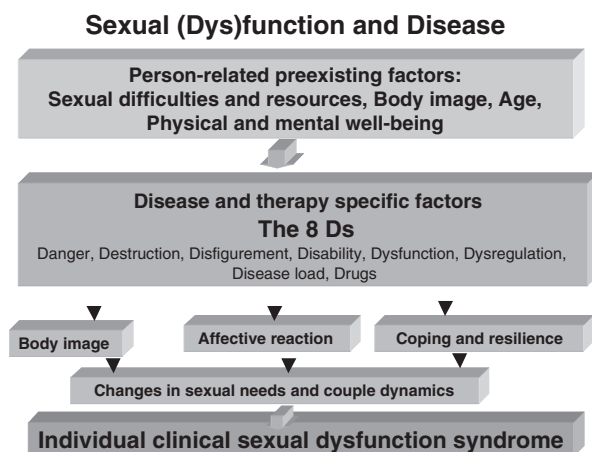 Sexual (Dys)function and Disease
Person-related preexisting factors:
Sexual difficulties and resources, Body image, Age,
Physical and mental well-being
Disease and therapy specific factors
The 8 Ds
Danger, Destruction, Disfigurement, Disability, Dysfunction, Dysregulation,
Disease load, Drugs
Body image
Affective reaction
Coping and resilience
Changes in sexual needs and couple dynamics
Individual clinical sexual dysfunction syndrome